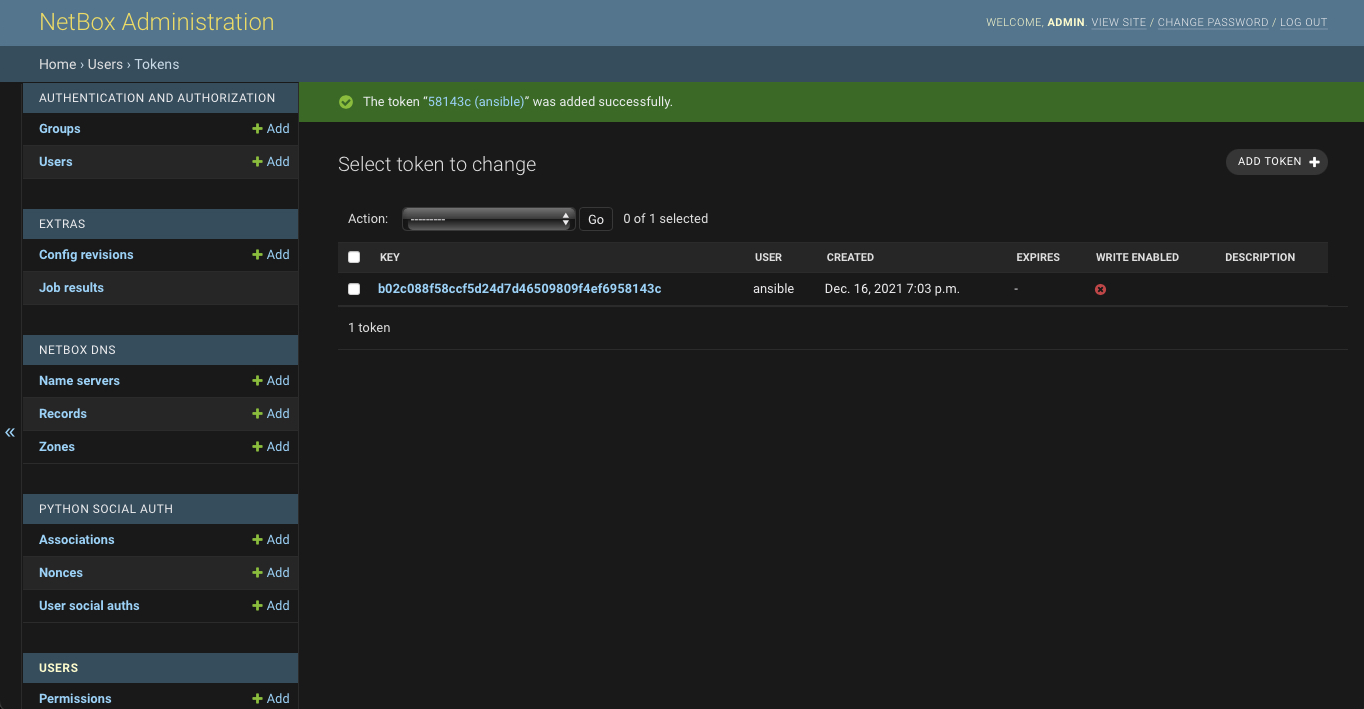 NetBox Administration
WELCOME, ADMIN. VIEW SITE / CHANGE PASSWORD / LOG OUT
Home › Users › Tokens
AUTHENTICATION AND AUTHORIZATION
Groups + Add
Users + Add
EXTRAS
Config revisions + Add
Job results
NETBOX DNS
Name servers + Add
Records + Add
Zones + Add
PYTHON SOCIAL AUTH
Associations + Add
Nonces + Add
User social auths + Add
USERS
Permissions + Add
«
The token “58143c (ansible)” was added successfully.
Select token to change
ADD TOKEN +
Action: --------- Go 0 of 1 selected
KEY USER CREATED EXPIRES WRITE ENABLED DESCRIPTION
b02c088f58ccf5d24d7d46509809f4ef6958143c ansible Dec. 16, 2021 7:03 p.m. -
1 token